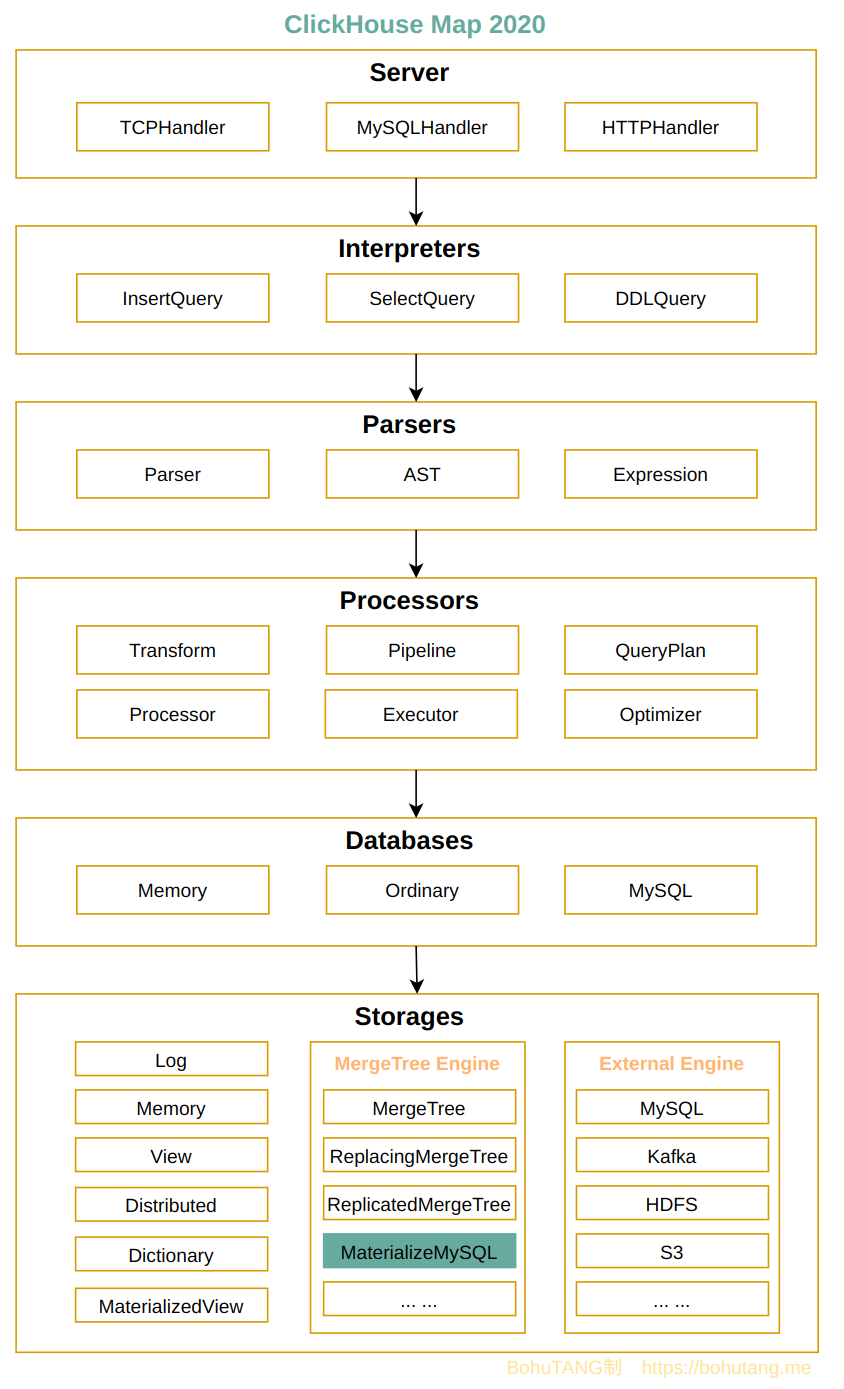 ClickHouse Map 2020
Server
TCPHandler
MySQLHandler
HTTPHandler
Interpreters
InsertQuery
SelectQuery
DDLQuery
Parsers
Parser
AST
Expression
Processors
Transform
Pipeline
QueryPlan
Processor
Executor
Optimizer
Databases
Memory
Ordinary
MySQL
Storages
Log
Memory
View
Distributed
Dictionary
MaterializedView
MergeTree Engine
MergeTree
ReplacingMergeTree
ReplicatedMergeTree
MaterializeMySQL
... ...
External Engine
MySQL
Kafka
HDFS
S3
... ...
BohuTANG制 https://bohutang.me